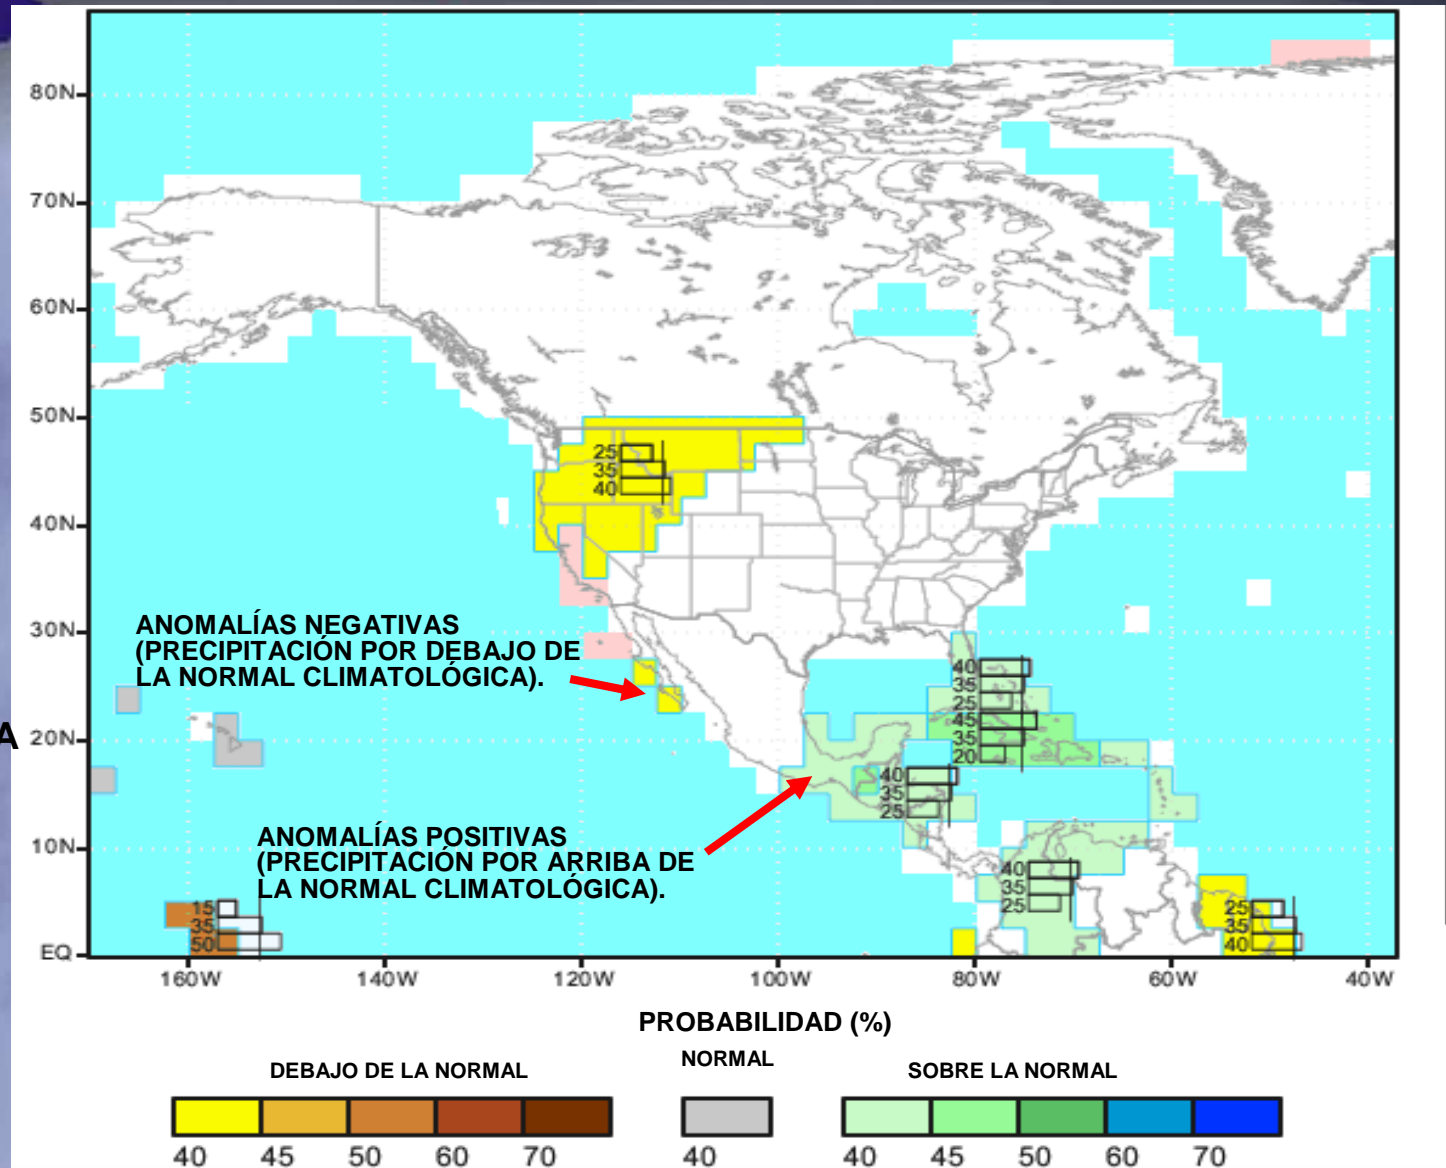 80N
70N
60N
50N
25
35
40
40N
ANOMALÍAS NEGATIVAS
(PRECIPITACIÓN POR DEBAJO DE
LA NORMAL CLIMATOLÓGICA).
30N
40
35
25
45
35
20
A
20N
40
35
25
ANOMALÍAS POSITIVAS
(PRECIPITACIÓN POR ARRIBA DE
LA NORMAL CLIMATOLÓGICA).
10N
40
35
25
15
35
50
25
35
40
EQ
160W 140W 120W 100W 80W 60W 40W
PROBABILIDAD (%)
DEBAJO DE LA NORMAL NORMAL SOBRE LA NORMAL
40 45 50 60 70 40 40 45 50 60 70